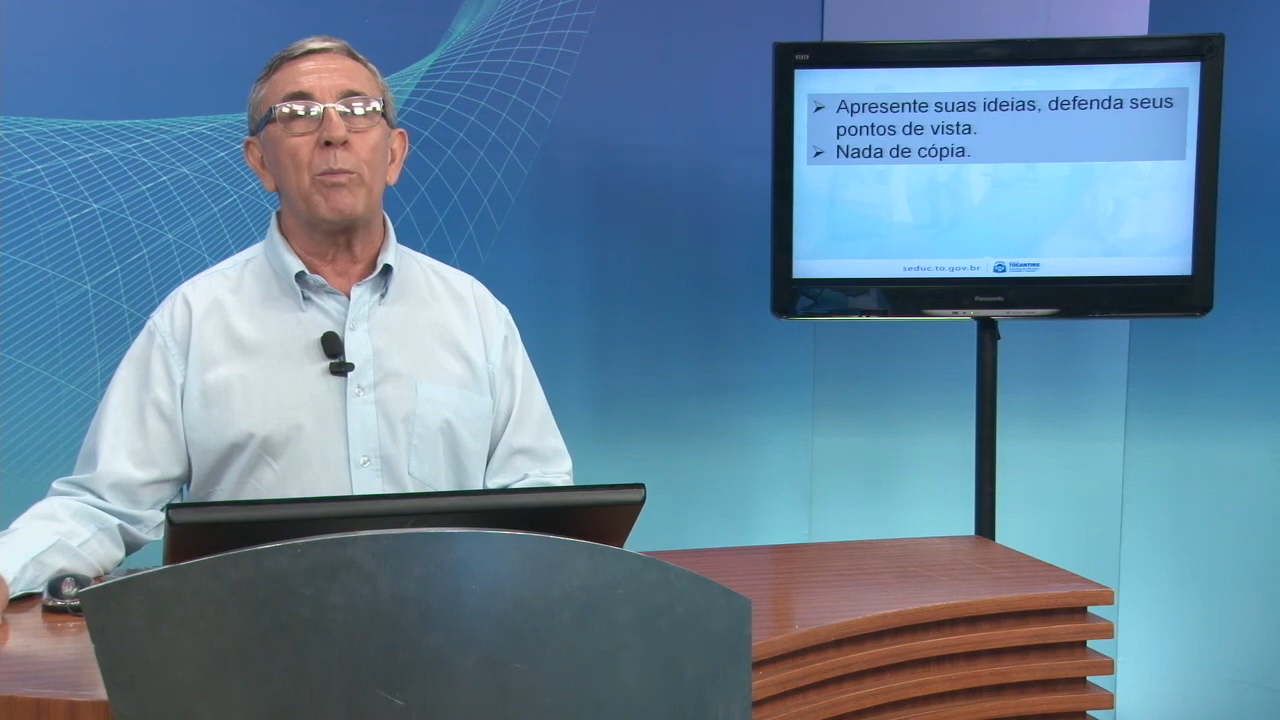 ➢ Apresente suas ideias, defenda seus
pontos de vista.
➢ Nada de cópia.
seduc.to.gov.br
TOCANTINS
Panasonic